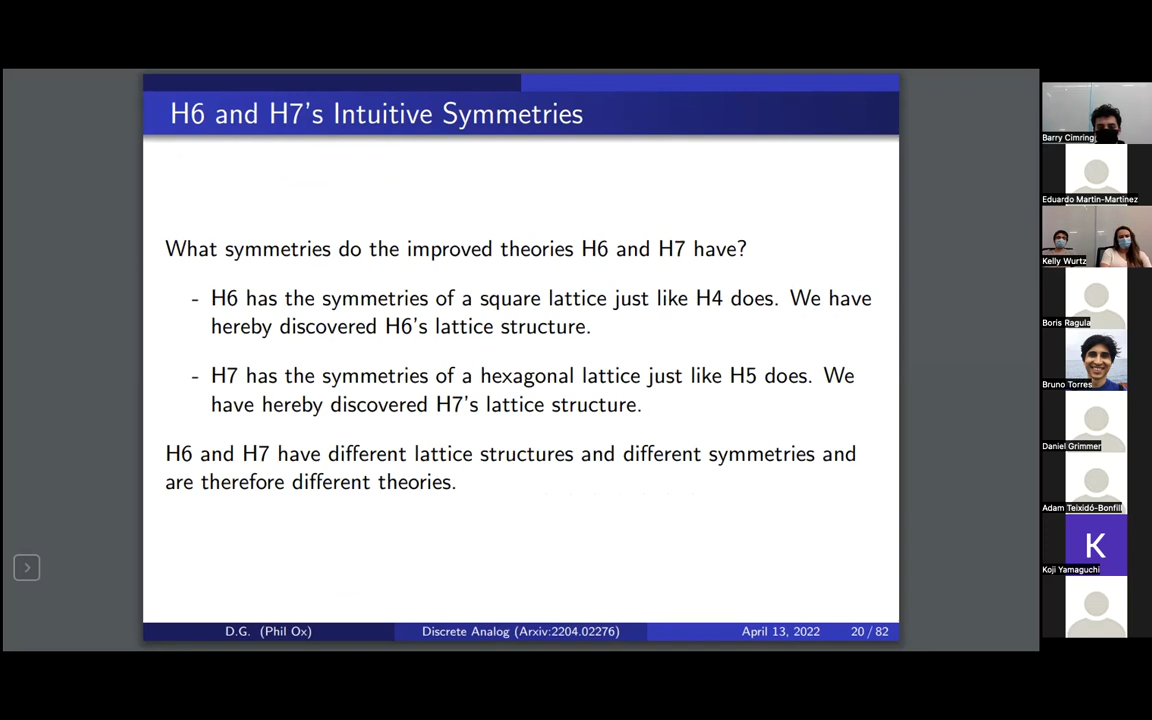 H6 and H7's Intuitive Symmetries
What symmetries do the improved theories H6 and H7 have?
- H6 has the symmetries of a square lattice just like H4 does. We have
hereby discovered H6's lattice structure.
- H7 has the symmetries of a hexagonal lattice just like H5 does. We
have hereby discovered H7's lattice structure.
H6 and H7 have different lattice structures and different symmetries and
are therefore different theories.
D.G. (Phil Ox) Discrete Analog (Arxiv:2204.02276) April 13, 2022 20 / 82
Barry Cimring
Eduardo Martin-Martinez
Kelly Wurtz
Boris Ragula
Bruno Torres
Daniel Grimmer
Adam Teixidó-Bonfill
K
Koji Yamaguchi